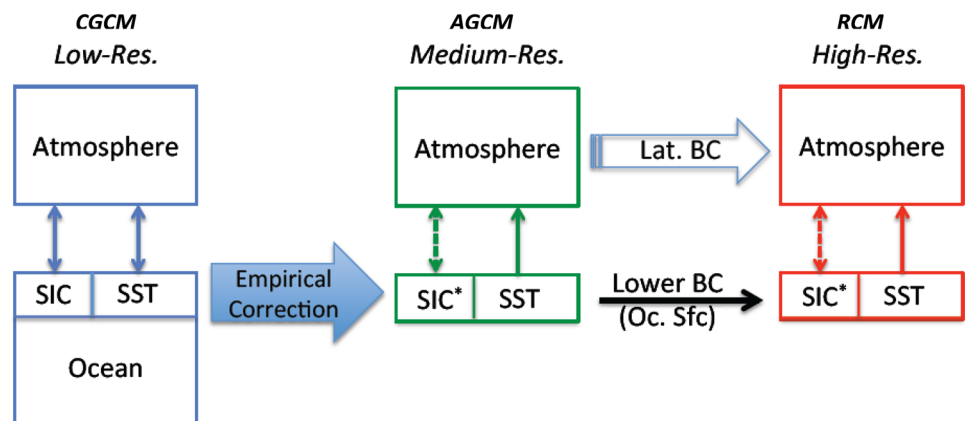 CGCM
Low-Res.
AGCM
Medium-Res.
RCM
High-Res.
Atmosphere
Atmosphere
Lat. BC
Atmosphere
SIC
SST
Empirical
Correction
SIC*
SST
Lower BC
(Oc. Sfc)
SIC*
SST
Ocean